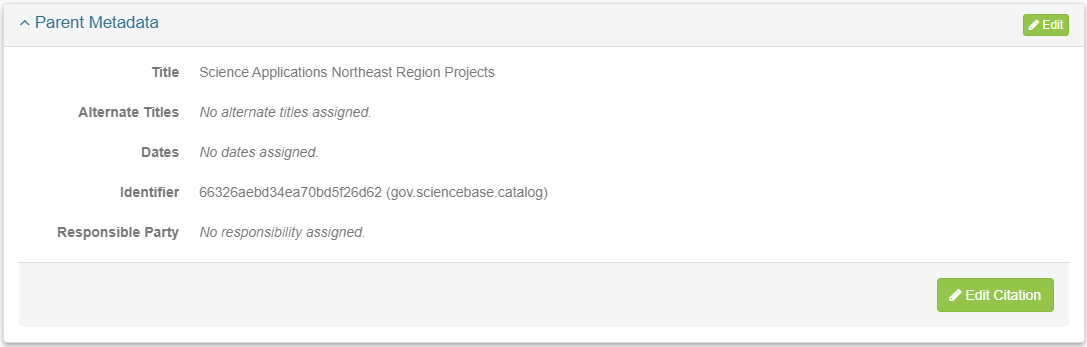 Parent Metadata
Edit
Title Science Applications Northeast Region Projects
Alternate Titles No alternate titles assigned.
Dates No dates assigned.
Identifier 66326aebd34ea70bd5f26d62 (gov.sciencebase.catalog)
Responsible Party No responsibility assigned.
Edit Citation